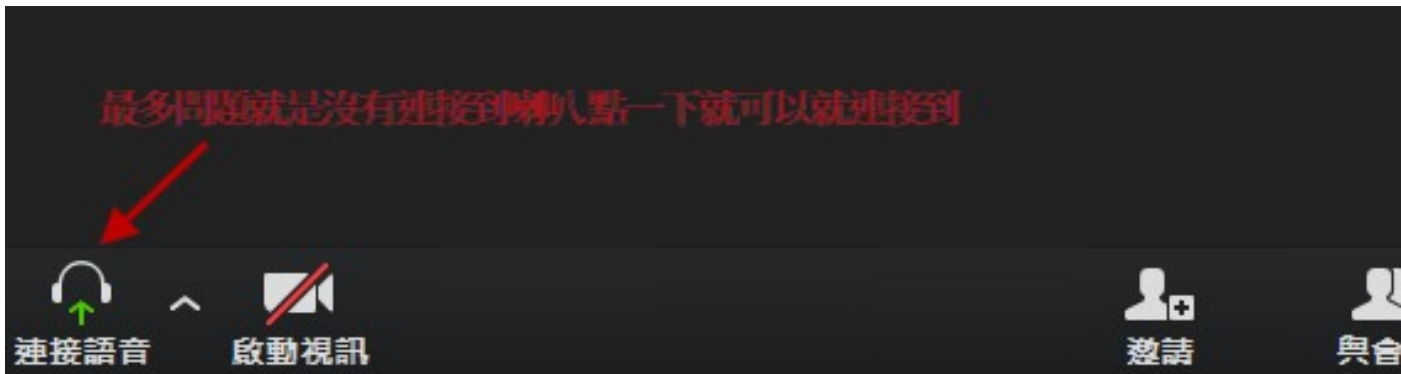 最多問題就是沒有連接到喇叭點一下就可以就連接到
連接語音
啟動視訊
邀請
與會